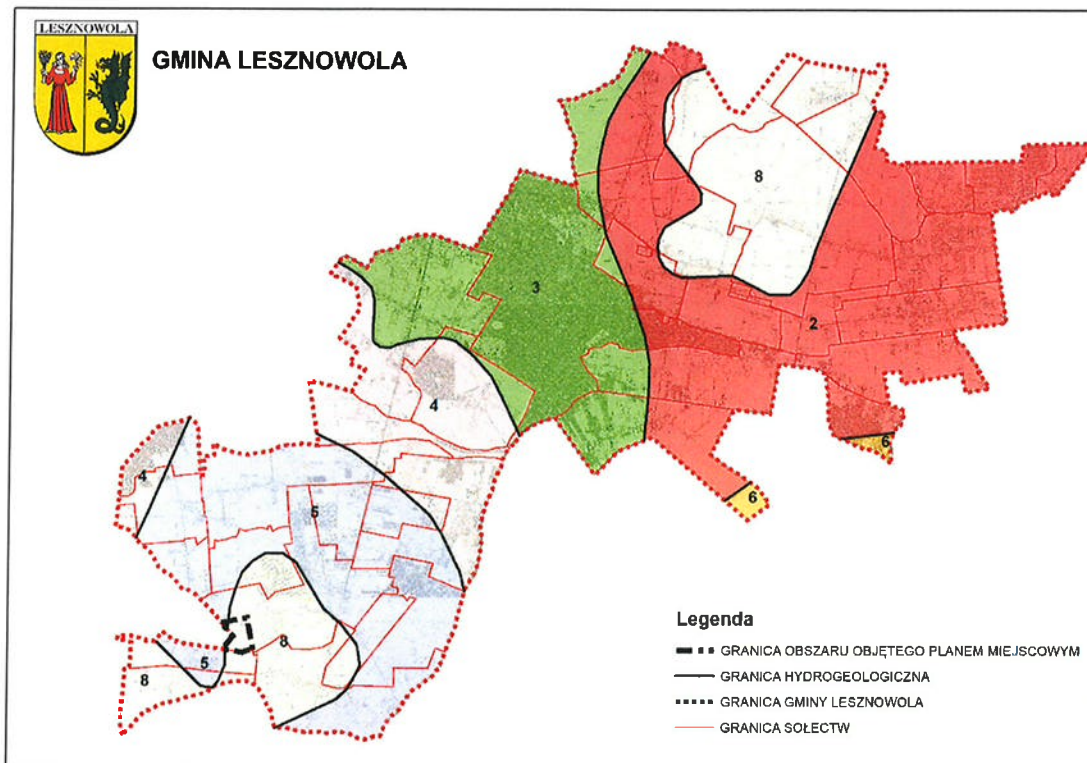 LESZNOWOLA
GMINA LESZNOWOLA
8
3
2
4
6
4
6
5
8
5
8
Legenda
GRANICA OBSZARU OBJĘTEGO PLANEM MIEJSCOWYM
GRANICA HYDROGEOLOGICZNA
GRANICA GMINY LESZNOWOLA
GRANICA SOŁECTW